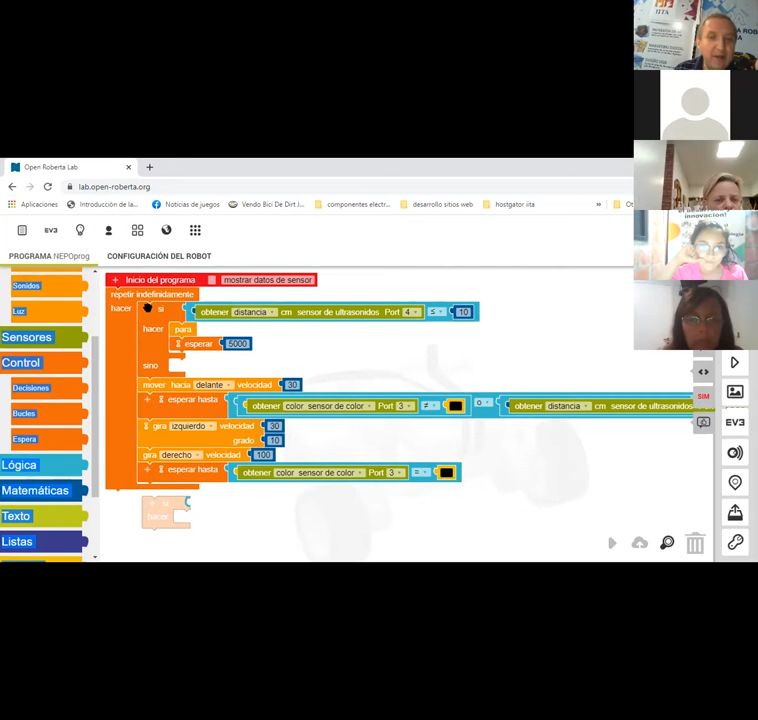 IITA
Open Roberta Lab
lab.open-roberta.org
Aplicaciones
Introducción de la...
Noticias de juegos
Vendo Bici De Dirt J...
componentes electr...
desarrollo sitios web
hostgator iita
»
EV3
PROGRAMA NEPOprog
CONFIGURACIÓN DEL ROBOT
Sonidos
Luz
Sensores
Control
Decisiones
Bucles
Espera
Lógica
Matemáticas
Texto
Listas
+ Inicio del programa mostrar datos de sensor
repetir indefinidamente
hacer si obtener distancia cm sensor de ultrasonidos Port 4 ≤ 10
hacer para
esperar 5000
sino
mover hacia delante velocidad 30
+ esperar hasta obtener color sensor de color Port 3 ≠ o obtener distancia cm sensor de ultrasonidos
gira izquierdo velocidad 30
grado 10
gira derecho velocidad 100
+ esperar hasta obtener color sensor de color Port 3 =
+ si
hacer
SIM
EV3